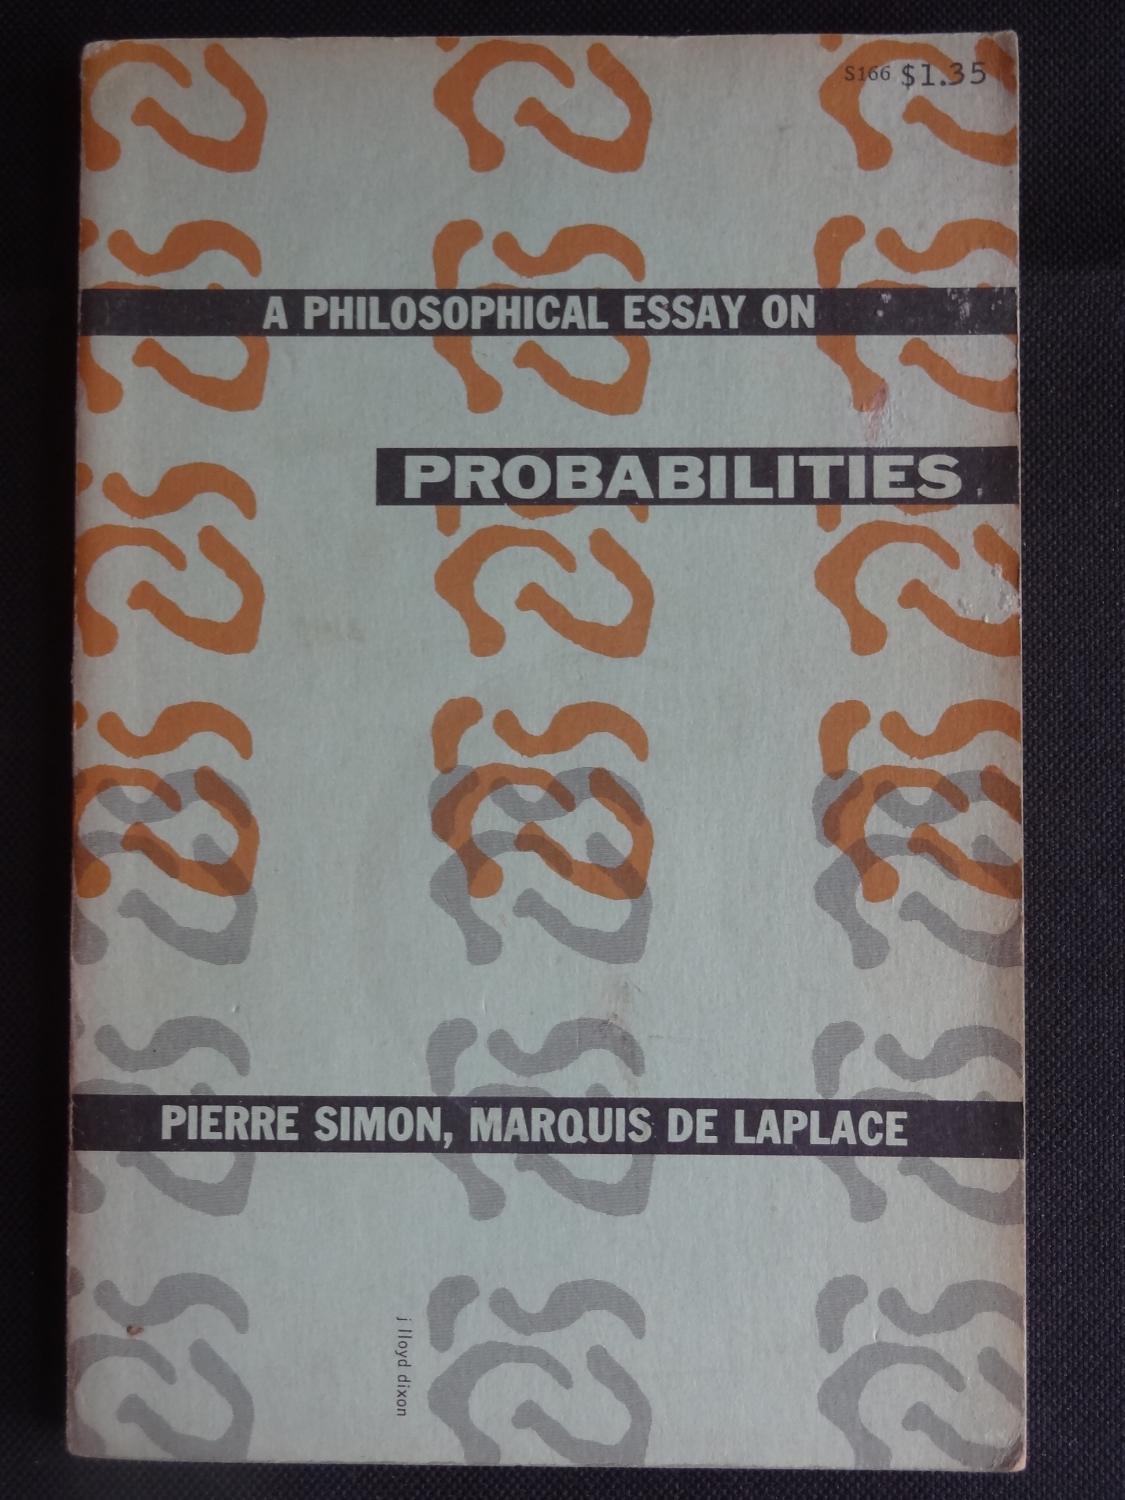 S166 $1.35
A PHILOSOPHICAL ESSAY ON
PROBABILITIES
PIERRE SIMON, MARQUIS DE LAPLACE
j lloyd dixon